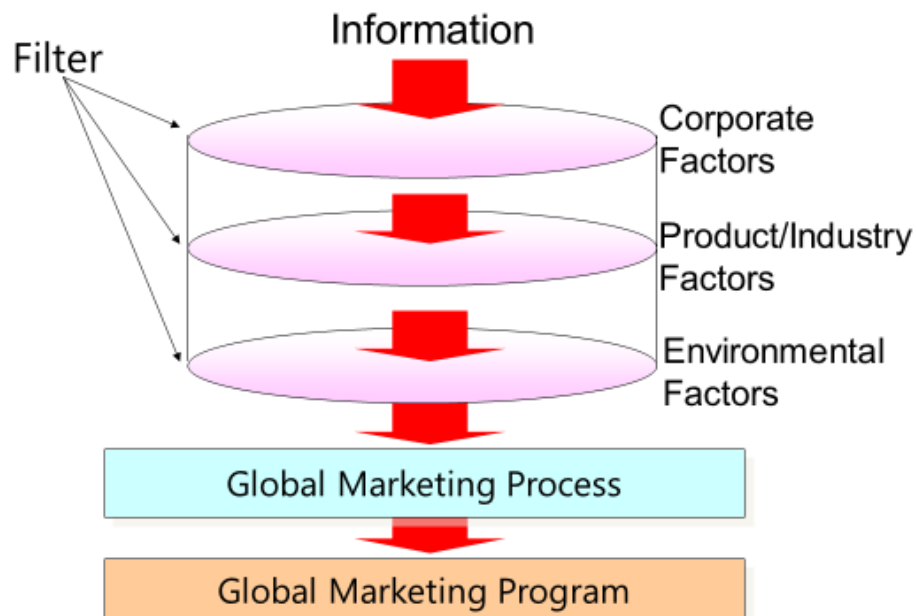 Information
Filter
Corporate
Factors
Product/Industry
Factors
Environmental
Factors
Global Marketing Process
Global Marketing Program